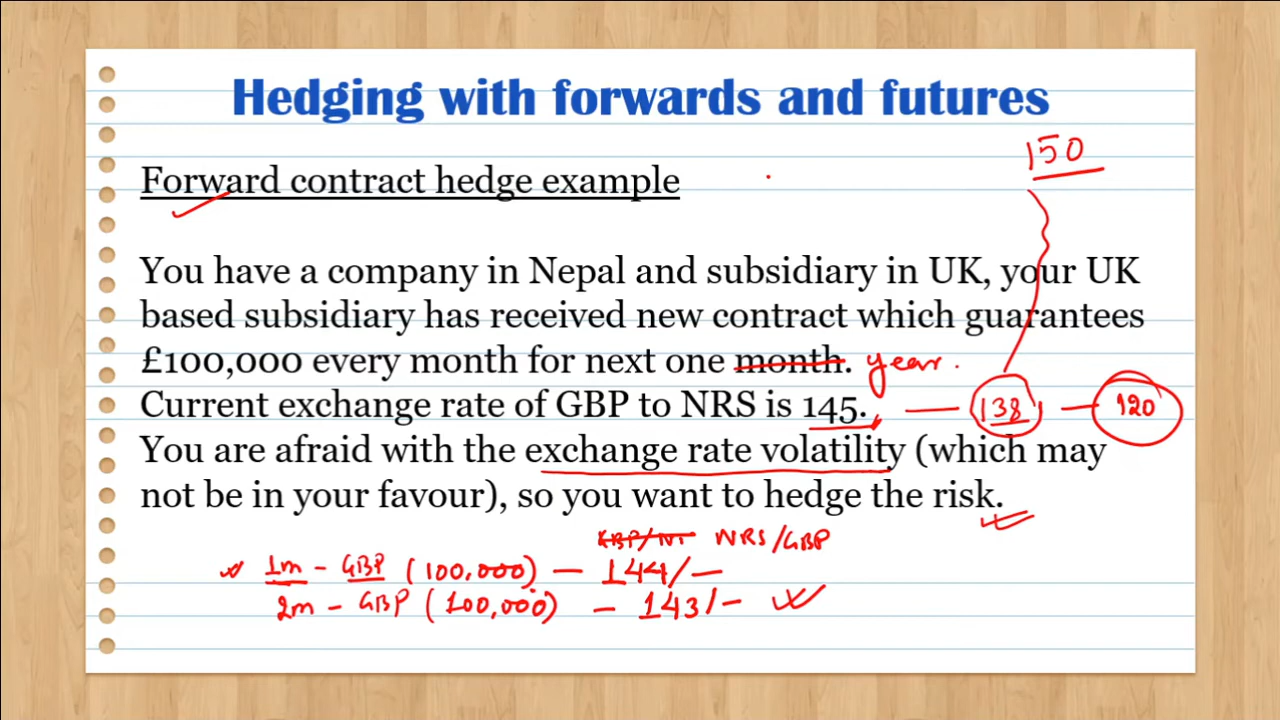 Hedging with forwards and futures
150
Forward contract hedge example
You have a company in Nepal and subsidiary in UK, your UK
based subsidiary has received new contract which guarantees
£100,000 every month for next one month. year.
Current exchange rate of GBP to NRS is 145. — 138 — 120
You are afraid with the exchange rate volatility (which may
not be in your favour), so you want to hedge the risk.
NRS/GBP
1m - GBP (100,000) — 144/—
2m - GBP (100,000) — 143/—